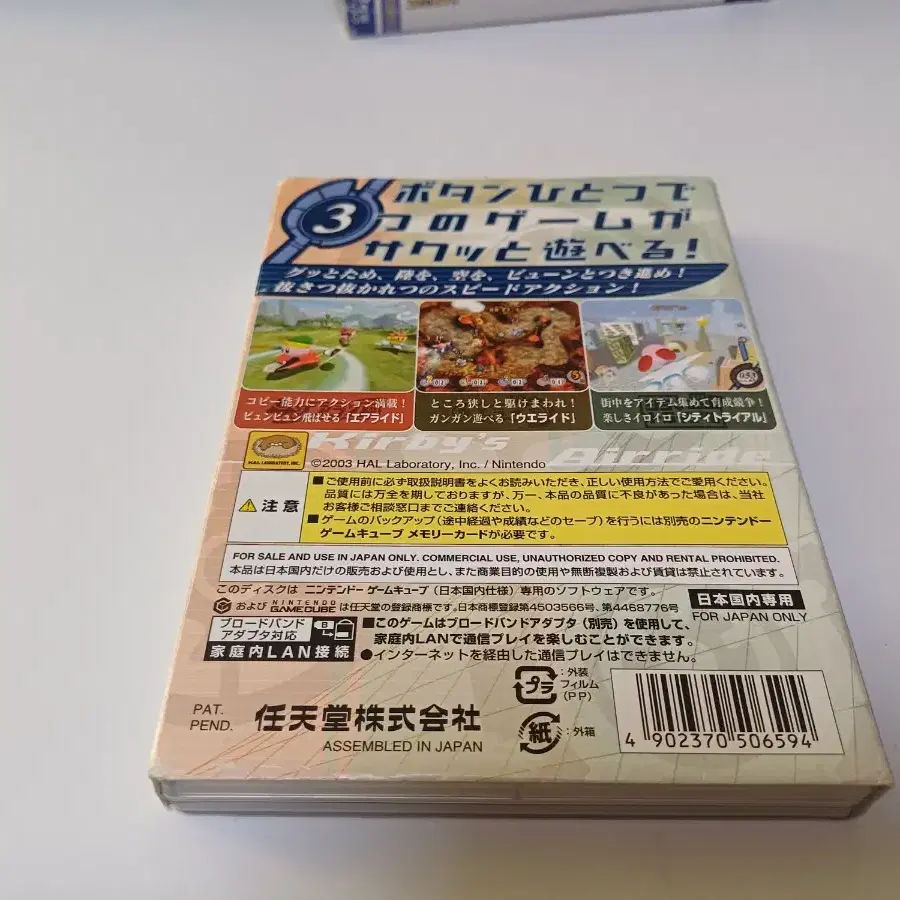 ボタンひとつで
3つのゲームが
サクッと遊べる!
グッとため、陸を、空を、ビューンとつき進め!
抜きつ抜かれつのスピードアクション!
コピー能力にアクション満載!
ビュンビュン飛ばせる「エアライド」
ところ狭しと駆けまわれ!
ガンガン遊べる「ウエライド」
街中をアイテム集めて育成競争!
楽しさイロイロ「シティトライアル」
Kirby's Airride
HAL LABORATORY, INC.
©2003 HAL Laboratory, Inc. / Nintendo
注意
■ご使用前に必ず取扱説明書をよくお読みいただき、正しい使用方法でご愛用ください。
品質には万全を期しておりますが、万一、本品の品質に不良があった場合は、当社
お客様ご相談窓口までご連絡ください。
■ゲームのバックアップ(途中経過や成績などのセーブ)を行うには別売のニンテンドー
ゲームキューブ メモリーカードが必要です。
FOR SALE AND USE IN JAPAN ONLY. COMMERCIAL USE, UNAUTHORIZED COPY AND RENTAL PROHIBITED.
本品は日本国内だけの販売および使用とし、また商業目的の使用や無断複製および賃貸は禁止されています。
このディスクは ニンテンドー ゲームキューブ(日本国内仕様)専用のソフトウェアです。
および NINTENDO GAMECUBE は任天堂の登録商標です。日本商標登録第4503566号、第4468776号
日本国内専用
FOR JAPAN ONLY
ブロードバンド
アダプタ対応
家庭内LAN接続
■このゲームはブロードバンドアダプタ(別売)を使用して、
家庭内LANで通信プレイを楽しむことができます。
●インターネットを経由した通信プレイはできません。
PAT.
PEND.
任天堂株式会社
ASSEMBLED IN JAPAN
プラ
:外装
フィルム
(PP)
紙
:外箱
4 902370 506594